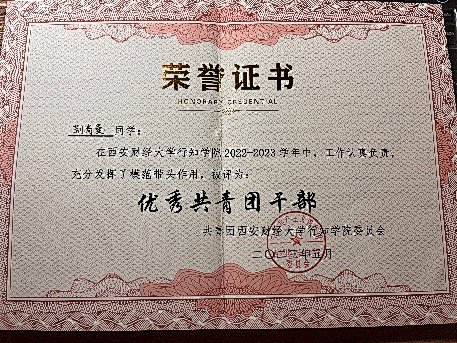 荣誉证书
HONORARY CREDENTIAL
同学：
在西安财经大学行知学院2022-2023学年中，工作认真负责，
充分发挥了模范带头作用，被评为：
优秀共青团干部
共青团西安财经大学行知学院委员会
二〇二三年五月